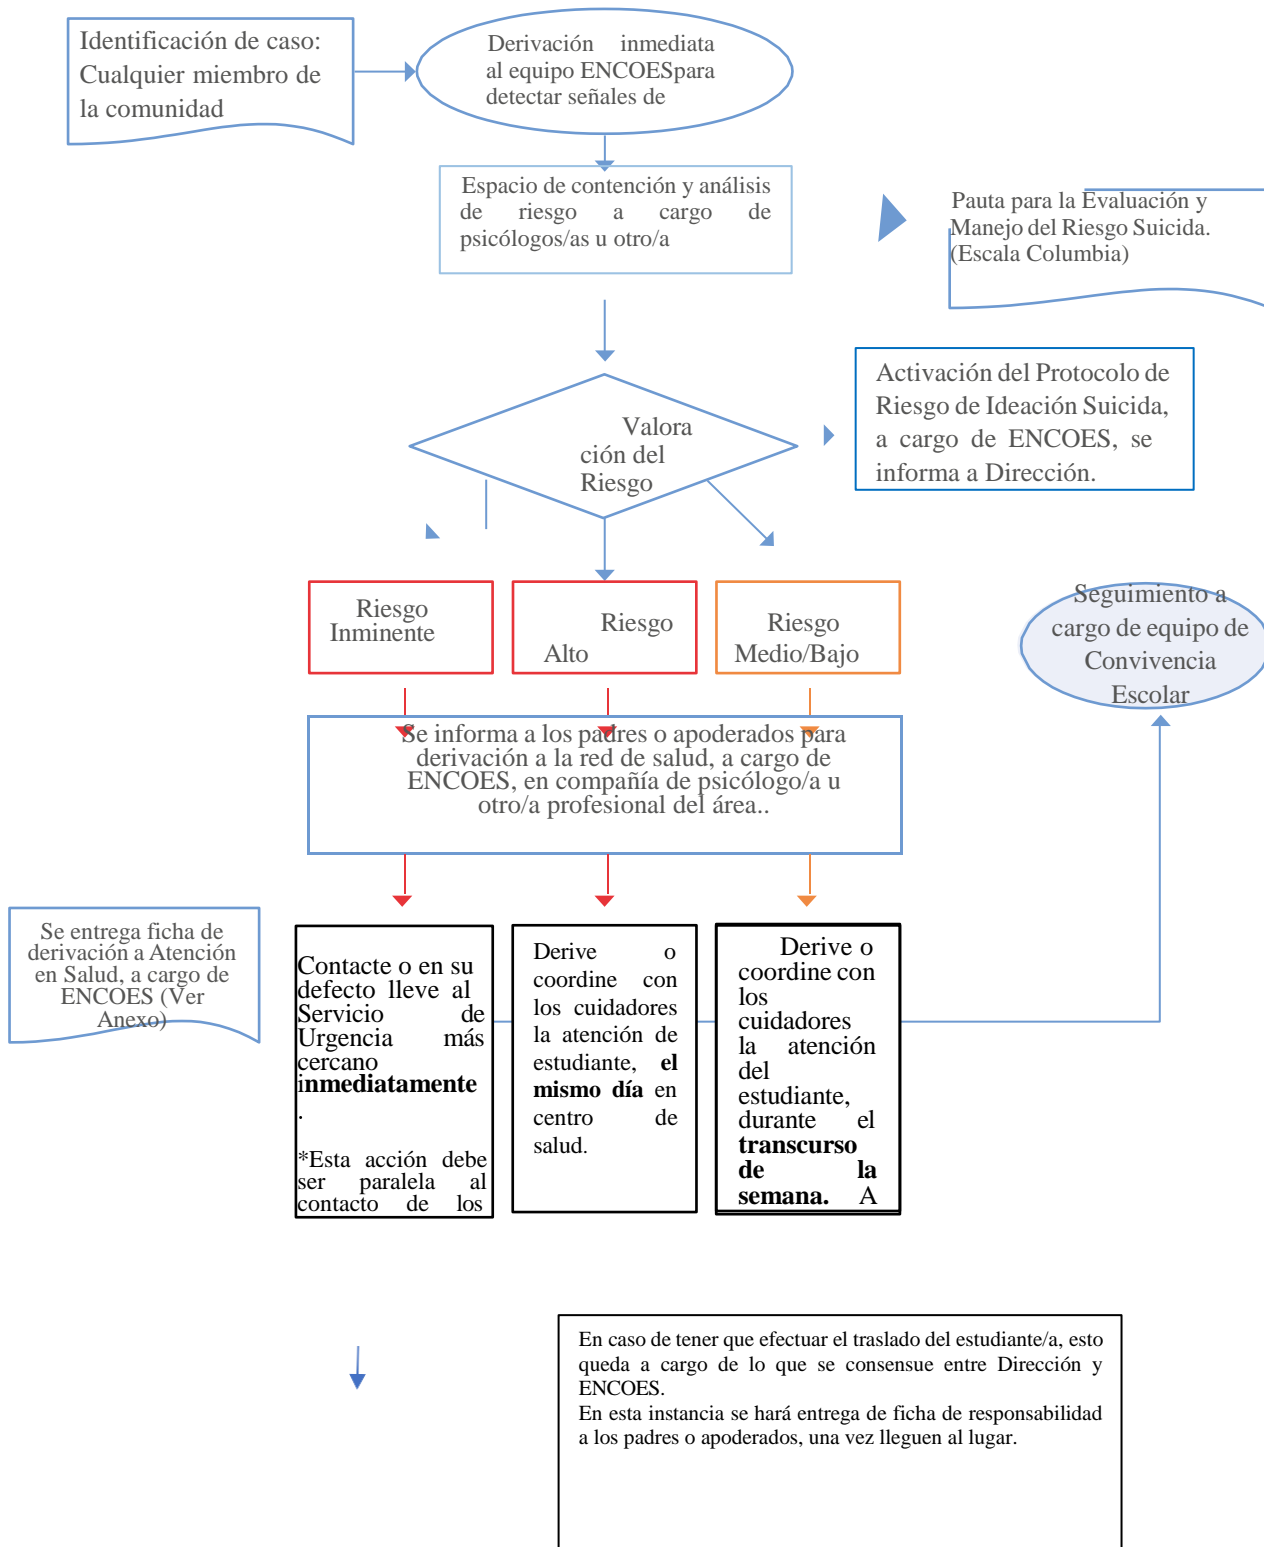 Identificación de caso:
Cualquier miembro de
la comunidad
Derivación inmediata
al equipo ENCOESpara
detectar señales de
Espacio de contención y análisis
de riesgo a cargo de
psicólogos/as u otro/a
Pauta para la Evaluación y
Manejo del Riesgo Suicida.
(Escala Columbia)
Valora
ción del
Riesgo
Activación del Protocolo de
Riesgo de Ideación Suicida,
a cargo de ENCOES, se
informa a Dirección.
Riesgo
Inminente
Riesgo
Alto
Riesgo
Medio/Bajo
Seguimiento a
cargo de equipo de
Convivencia
Escolar
Se informa a los padres o apoderados para
derivación a la red de salud, a cargo de
ENCOES, en compañía de psicólogo/a u
otro/a profesional del área..
Se entrega ficha de
derivación a Atención
en Salud, a cargo de
ENCOES (Ver
Anexo)
Contacte o en su
defecto lleve al
Servicio de
Urgencia más
cercano
inmediatamente
.
*Esta acción debe
ser paralela al
contacto de los
Derive o
coordine con
los cuidadores
la atención de
estudiante, el
mismo día en
centro de
salud.
Derive o
coordine con
los
cuidadores
la atención
del
estudiante,
durante el
transcurso
de la
semana. A
En caso de tener que efectuar el traslado del estudiante/a, esto
queda a cargo de lo que se consensue entre Dirección y
ENCOES.
En esta instancia se hará entrega de ficha de responsabilidad
a los padres o apoderados, una vez lleguen al lugar.